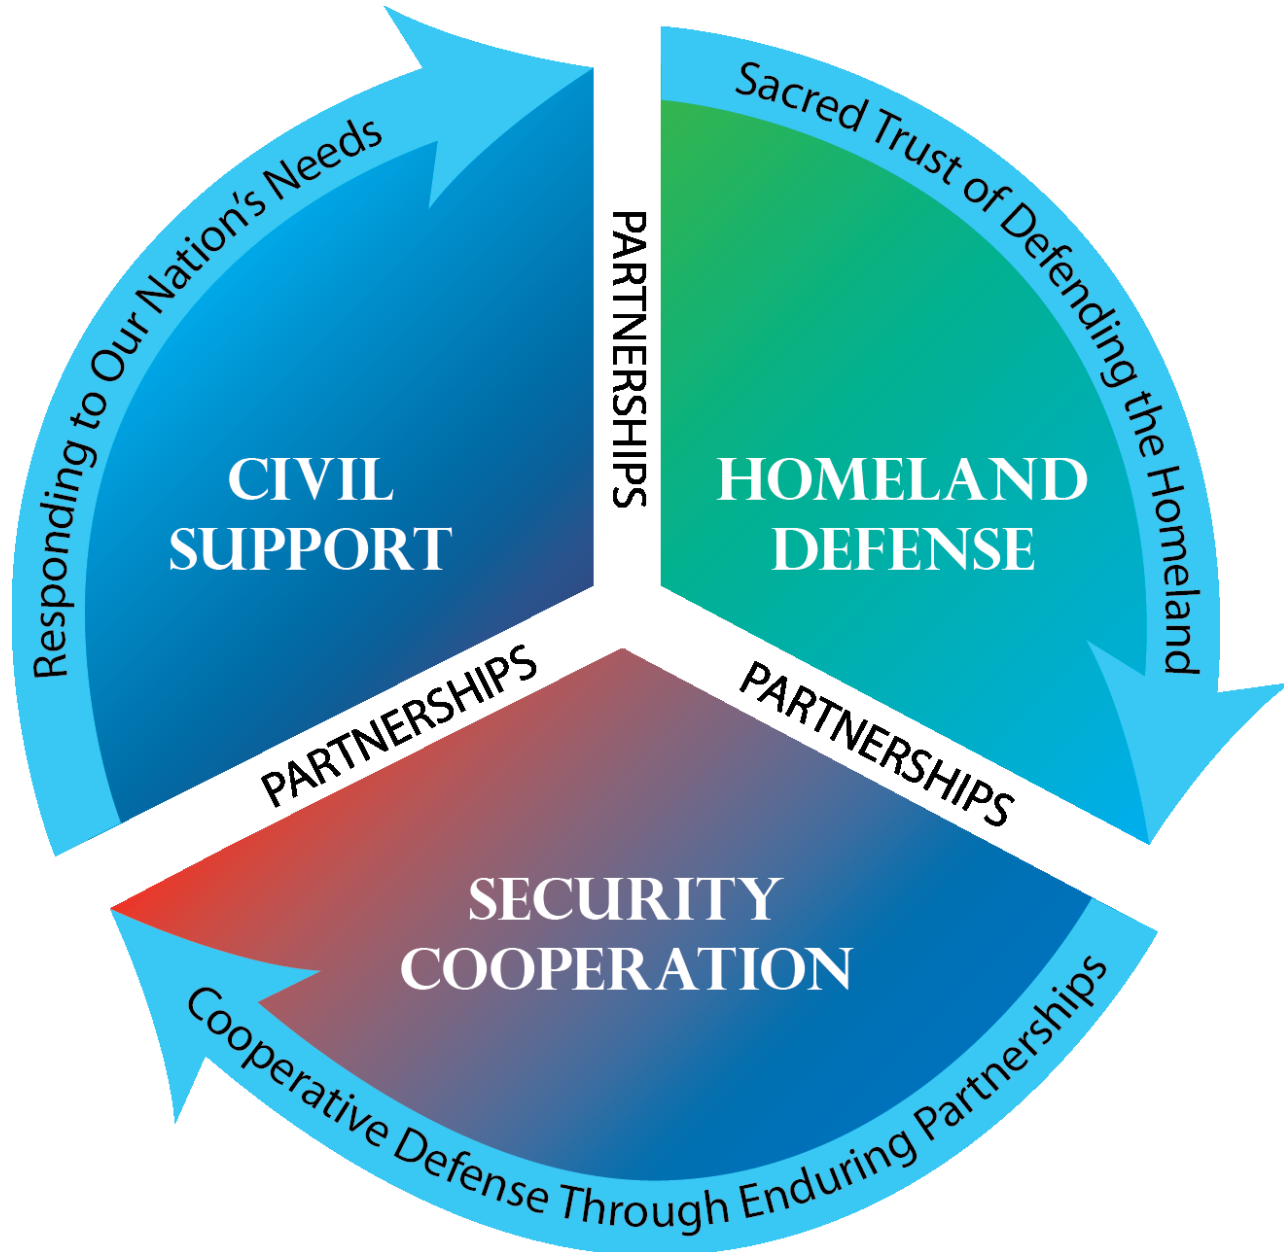 Responding to Our Nation's Needs
Sacred Trust of Defending the Homeland
PARTNERSHIPS
CIVIL
SUPPORT
HOMELAND
DEFENSE
PARTNERSHIPS
PARTNERSHIPS
SECURITY
COOPERATION
Cooperative Defense Through Enduring Partnerships